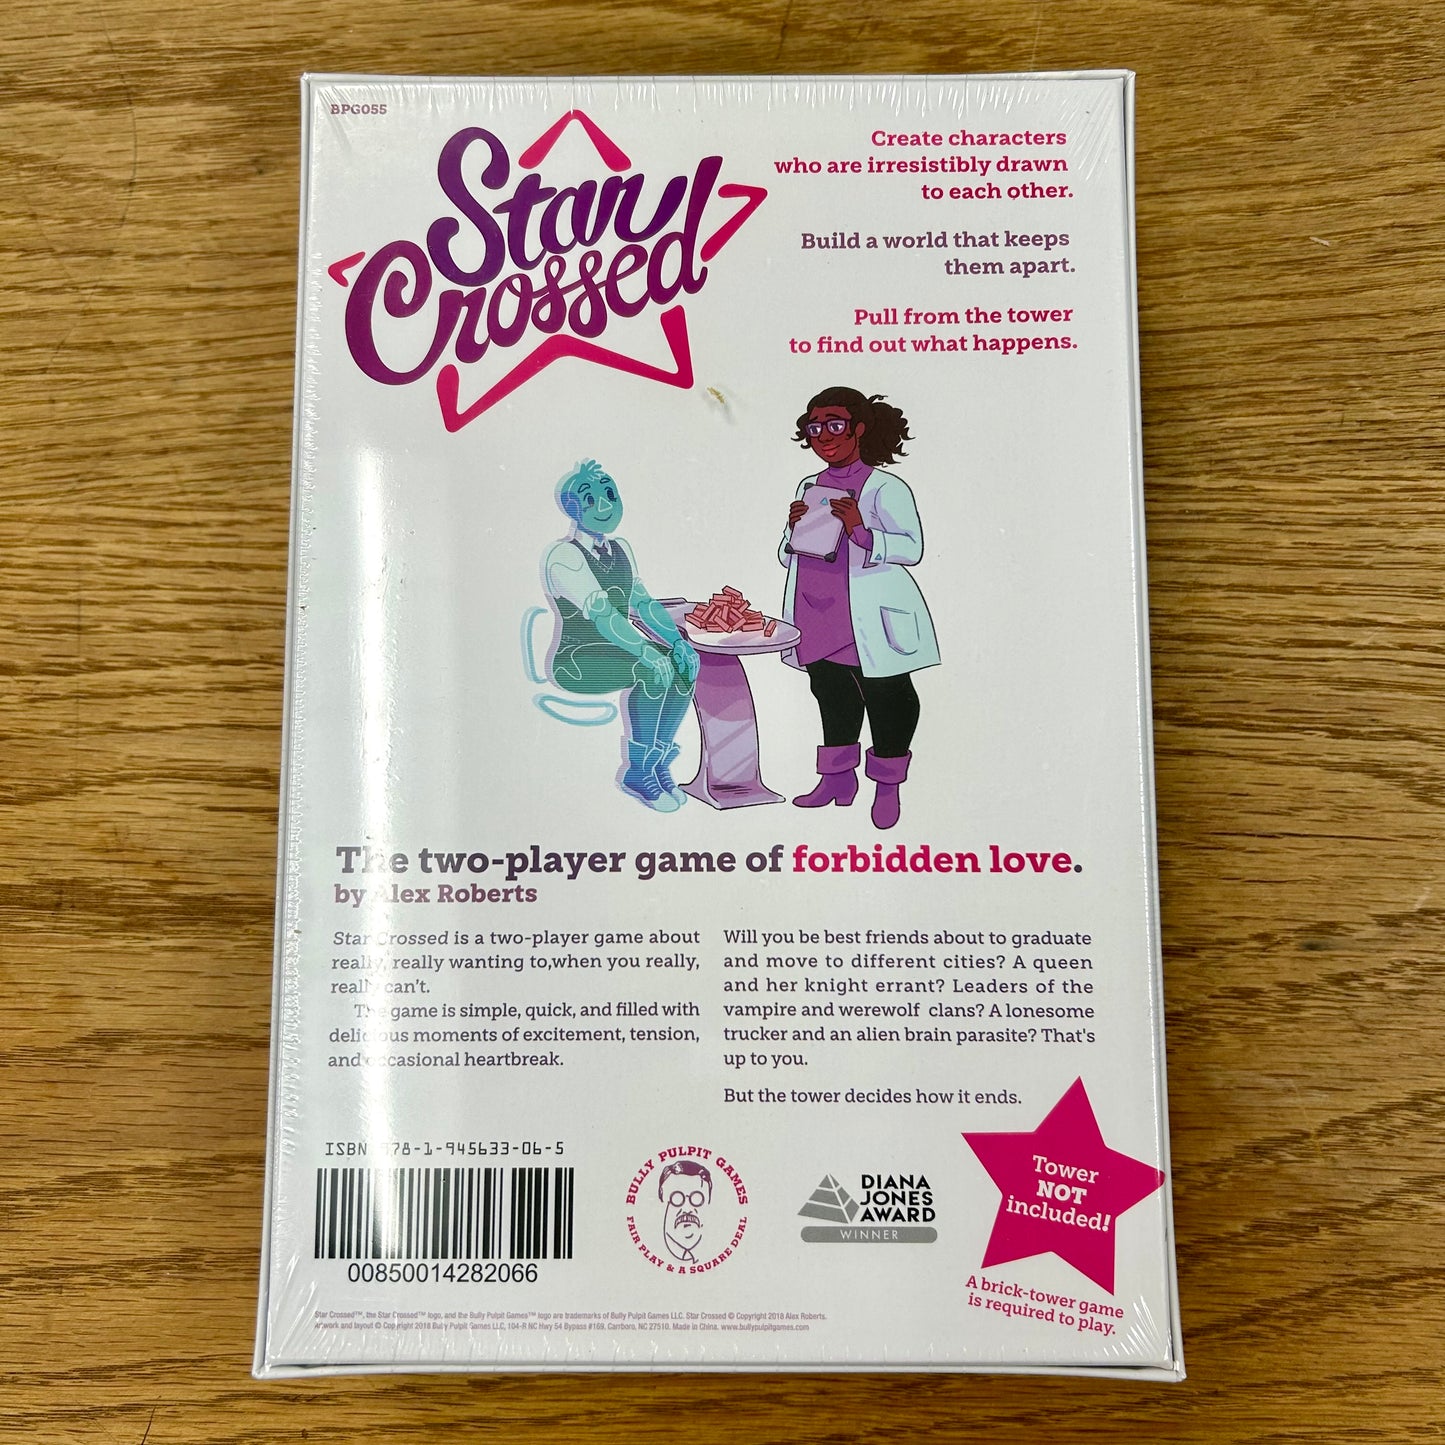 BPG055
Star
Crossed
Create characters
who are irresistibly drawn
to each other.
Build a world that keeps
them apart.
Pull from the tower
to find out what happens.
The two-player game of forbidden love.
by Alex Roberts
Star Crossed is a two-player game about
really, really wanting to,when you really,
really can't.
The game is simple, quick, and filled with
delicious moments of excitement, tension,
and occasional heartbreak.
Will you be best friends about to graduate
and move to different cities? A queen
and her knight errant? Leaders of the
vampire and werewolf clans? A lonesome
trucker and an alien brain parasite? That's
up to you.
But the tower decides how it ends.
ISBN 978-1-945633-06-5
00850014282066
BULLY PULPIT GAMES
FAIR PLAY & A SQUARE DEAL
DIANA
JONES
AWARD
WINNER
Tower
NOT
included!
A brick-tower game
is required to play.
Star Crossed™, the Star Crossed™ logo, and the Bully Pulpit Games™ logo are trademarks of Bully Pulpit Games LLC. Star Crossed © Copyright 2018 Alex Roberts.
Artwork and layout © Copyright 2018 Bully Pulpit Games LLC, 104-R NC Hwy 54 Bypass #169, Carrboro, NC 27510. Made in China. www.bullypulpitgames.com